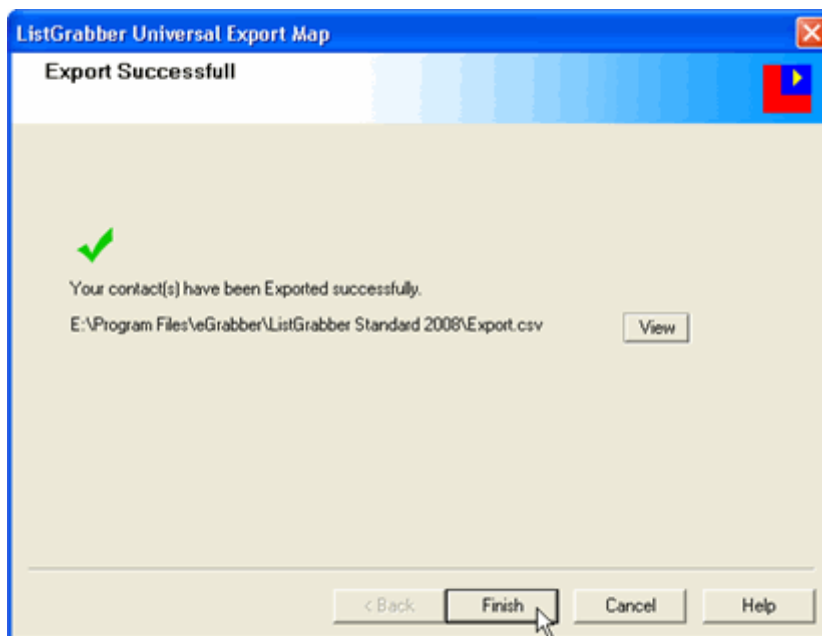 ListGrabber Universal Export Map
Export Successfull
Your contact(s) have been Exported successfully.
E:\Program Files\eGrabber\ListGrabber Standard 2008\Export.csv View
< Back Finish Cancel Help